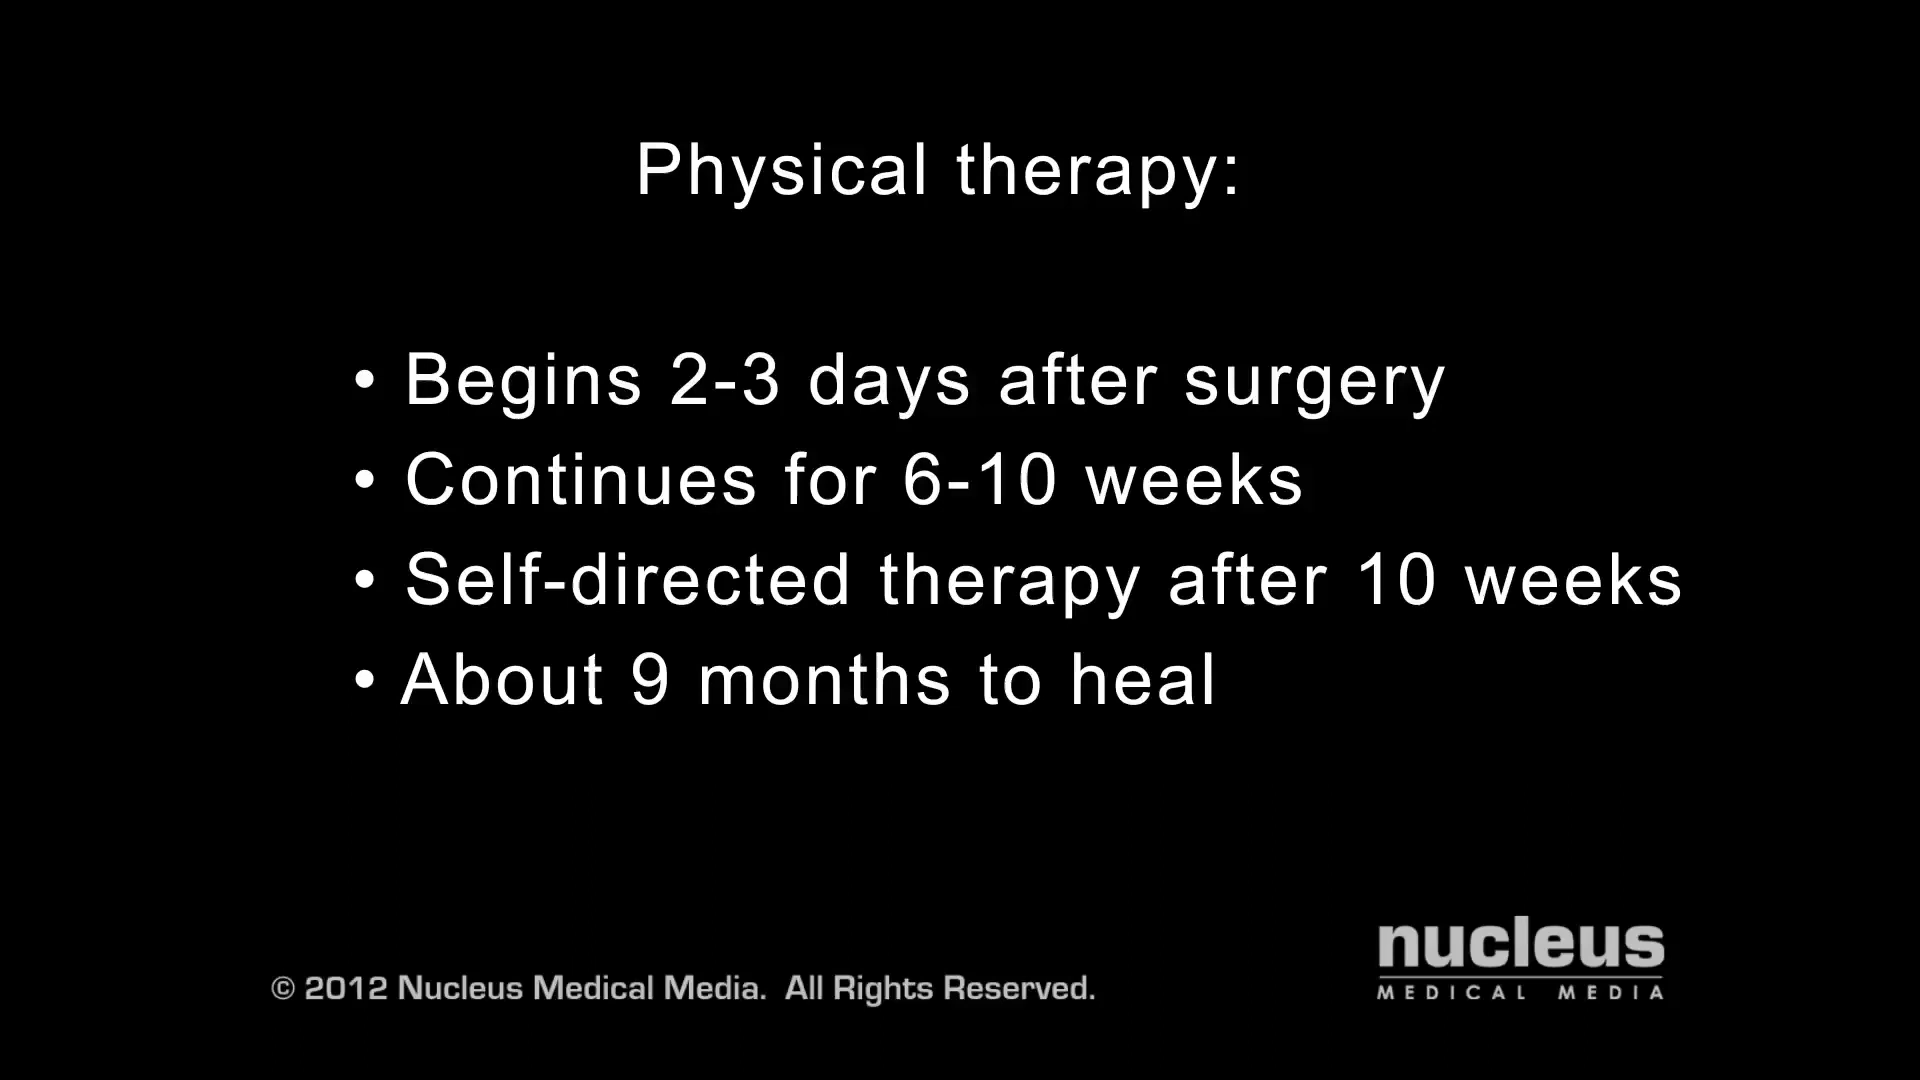 Physical therapy:
• Begins 2-3 days after surgery
• Continues for 6-10 weeks
• Self-directed therapy after 10 weeks
• About 9 months to heal
© 2012 Nucleus Medical Media. All Rights Reserved.
nucleus
MEDICAL MEDIA